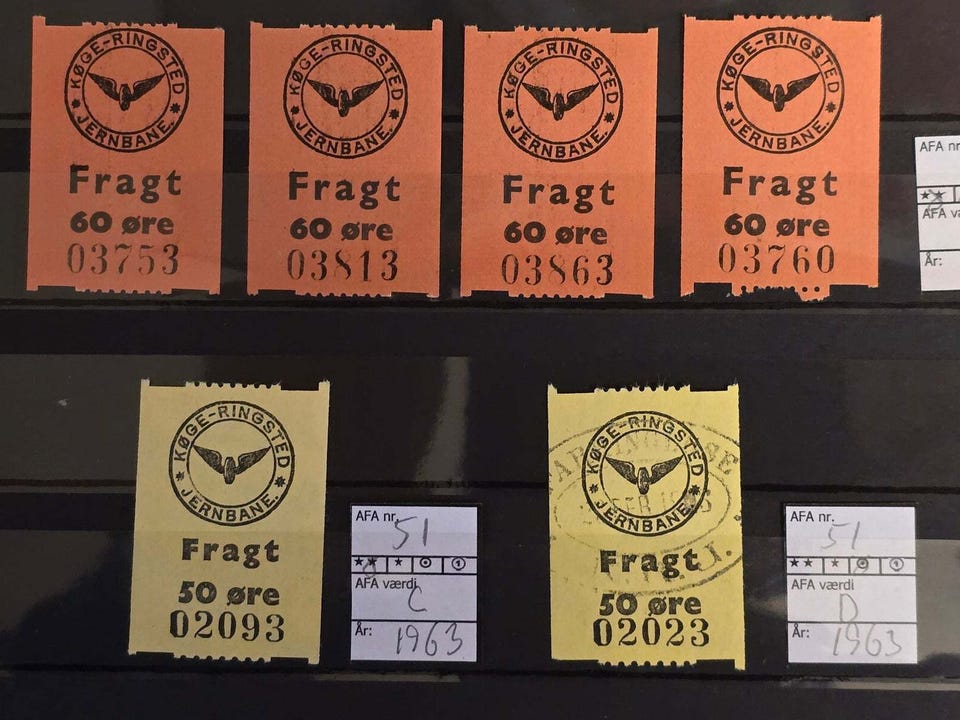 KØGE-RINGSTED
JERNBANE.
Fragt
60 øre
03753
KØGE-RINGSTED
JERNBANE.
Fragt
60 øre
03813
KØGE-RINGSTED
JERNBANE.
Fragt
60 øre
03863
KØGE-RINGSTED
JERNBANE.
Fragt
60 øre
03760
AFA nr
AFA væ
År:
KØGE-RINGSTED
JERNBANE.
Fragt
50 øre
02093
AFA nr.
51
AFA værdi
C
År:
1963
KØGE-RINGSTED
JERNBANE.
Fragt
50 øre
02023
AFA nr.
51
AFA værdi
D
År:
1963